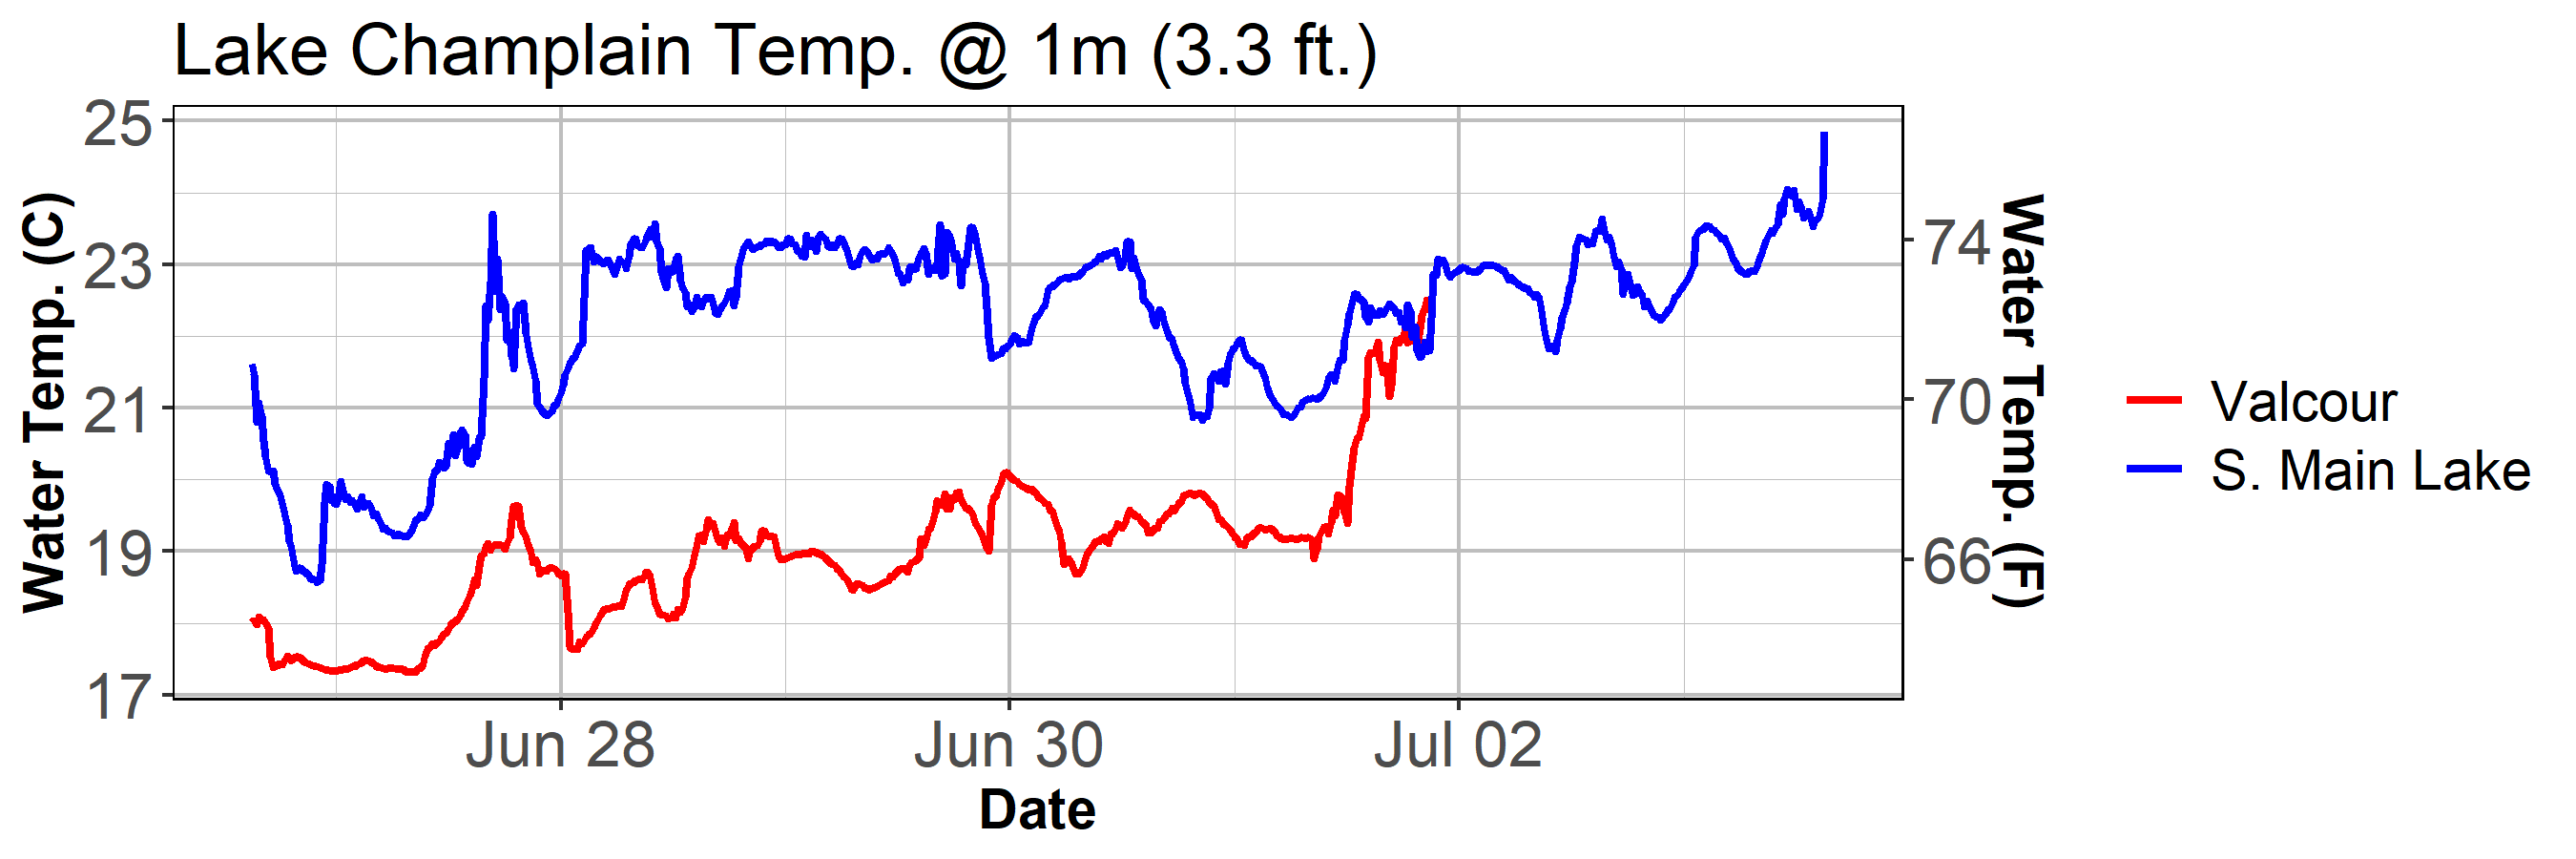 Lake Champlain Temp. @ 1m (3.3 ft.)
Water Temp. (C)
25
23
21
19
17
74
70
66
Water Temp. (F)
Jun 28
Jun 30
Jul 02
Date
Valcour
S. Main Lake